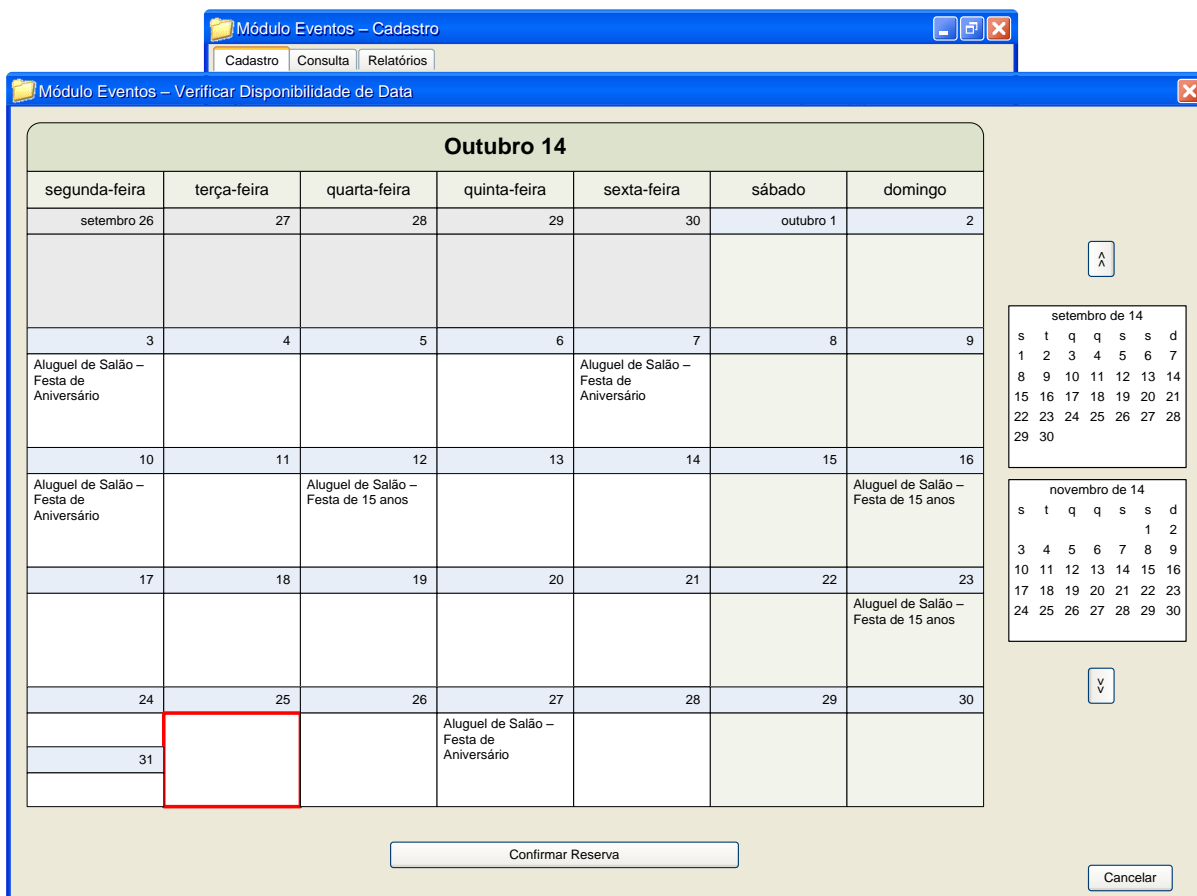 Módulo Eventos – Cadastro
Cadastro Consulta Relatórios
Módulo Eventos – Verificar Disponibilidade de Data
Outubro 14
segunda-feira terça-feira quarta-feira quinta-feira sexta-feira sábado domingo
setembro 26 27 28 29 30 outubro 1 2
3 4 5 6 7 8 9
Aluguel de Salão –
Festa de
Aniversário
Aluguel de Salão –
Festa de
Aniversário
10 11 12 13 14 15 16
Aluguel de Salão –
Festa de
Aniversário
Aluguel de Salão –
Festa de 15 anos
Aluguel de Salão –
Festa de 15 anos
17 18 19 20 21 22 23
Aluguel de Salão –
Festa de 15 anos
24 25 26 27 28 29 30
Aluguel de Salão –
Festa de
Aniversário
31
<<
setembro de 14
s t q q s s d
1 2 3 4 5 6 7
8 9 10 11 12 13 14
15 16 17 18 19 20 21
22 23 24 25 26 27 28
29 30
novembro de 14
s t q q s s d
1 2
3 4 5 6 7 8 9
10 11 12 13 14 15 16
17 18 19 20 21 22 23
24 25 26 27 28 29 30
>>
Confirmar Reserva
Cancelar